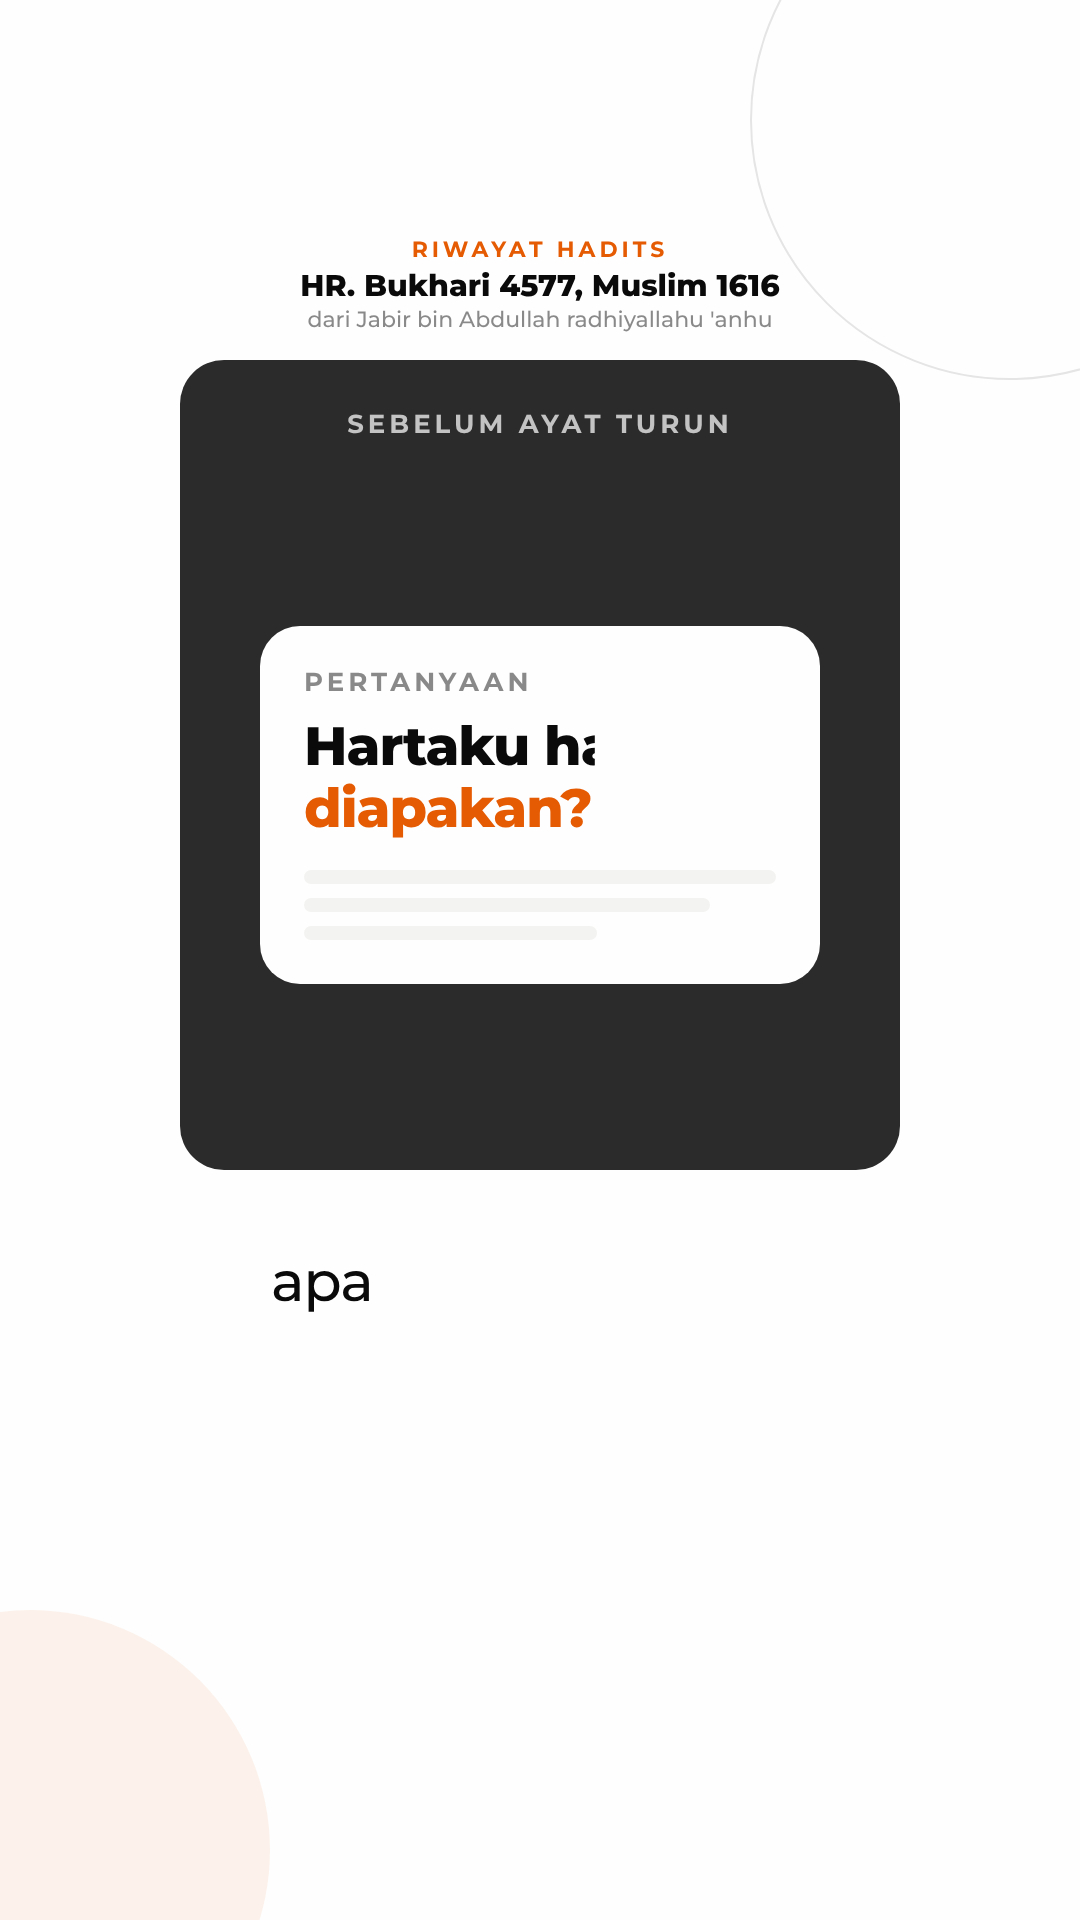 RIWAYAT HADITS
HR. Bukhari 4577, Muslim 1616
dari Jabir bin Abdullah radhiyallahu 'anhu
SEBELUM AYAT TURUN
PERTANYAAN
Hartaku
diapakan?
apa